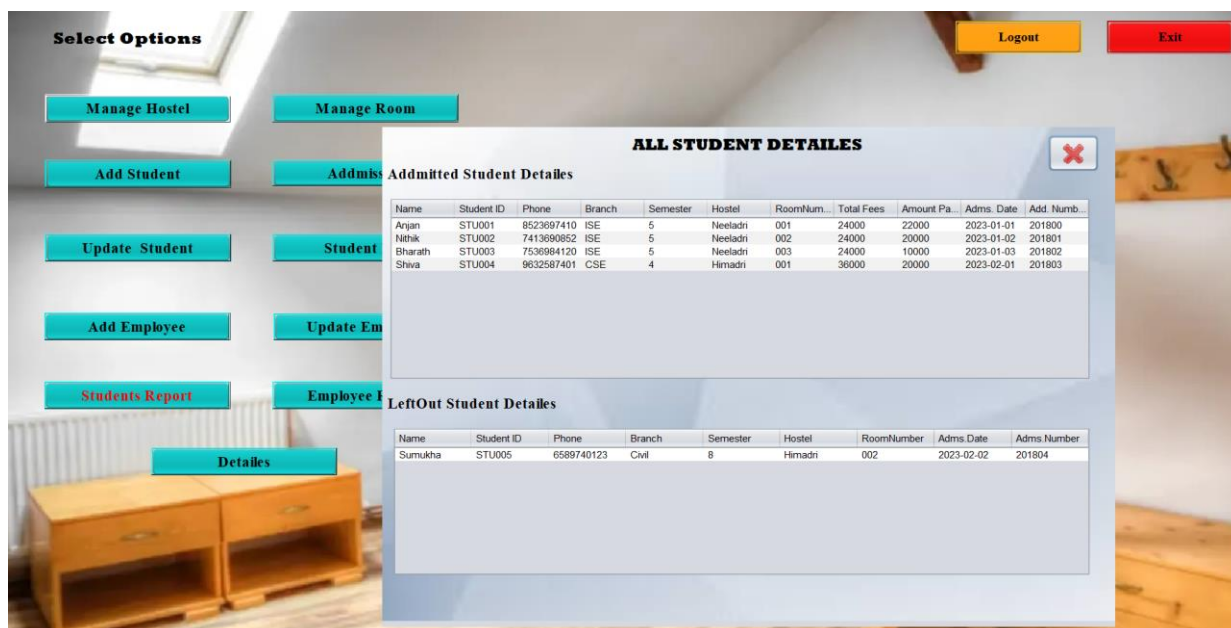 Select Options
Logout
Exit
Manage Hostel
Manage Room
Add Student
Addmiss
Update Student
Student
Add Employee
Update Em
Students Report
Employee
Detailes
ALL STUDENT DETAILES
Addmitted Student Detailes
Name Student ID Phone Branch Semester Hostel RoomNum... Total Fees Amount Pa... Adms. Date Add. Numb...
Anjan STU001 8523697410 ISE 5 Neeladri 001 24000 22000 2023-01-01 201800
Nithik STU002 7413690852 ISE 5 Neeladri 002 24000 20000 2023-01-02 201801
Bharath STU003 7536984120 ISE 5 Neeladri 003 24000 10000 2023-01-03 201802
Shiva STU004 9632587401 CSE 4 Himadri 001 36000 20000 2023-02-01 201803
LeftOut Student Detailes
Name Student ID Phone Branch Semester Hostel RoomNumber Adms.Date Adms.Number
Sumukha STU005 6589740123 Civil 8 Himadri 002 2023-02-02 201804